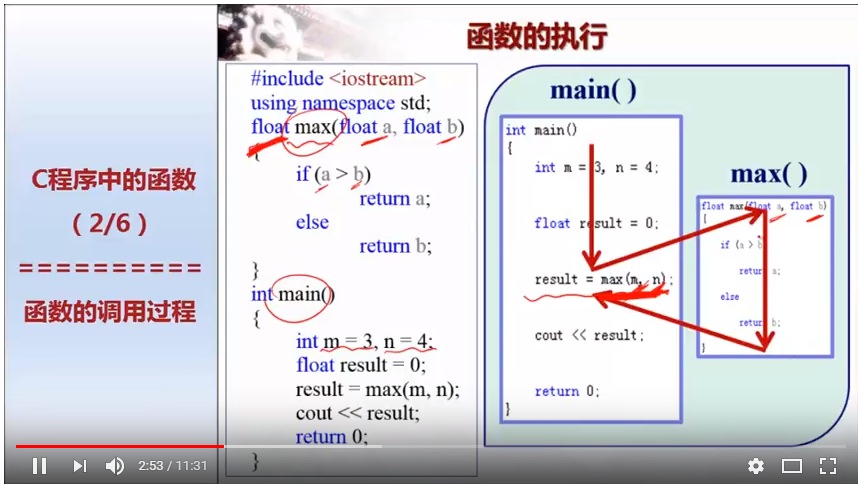 函数的执行
C程序中的函数
（2/6）
==========
函数的调用过程
#include <iostream>
using namespace std;
float max(float a, float b)
{
if (a > b)
return a;
else
return b;
}
int main()
{
int m = 3, n = 4;
float result = 0;
result = max(m, n);
cout << result;
return 0;
}
main( )
int main()
{
int m = 3, n = 4;
float result = 0;
result = max(m, n);
cout << result;
return 0;
}
max( )
float max(float a, float b)
{
if (a > b)
return a;
else
return b;
}
2:53 / 11:31